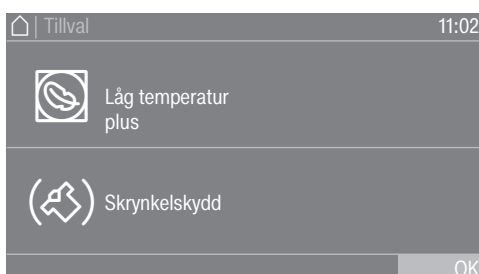 Tillval 11:02
Låg temperatur
plus
Skrynkelskydd
OK